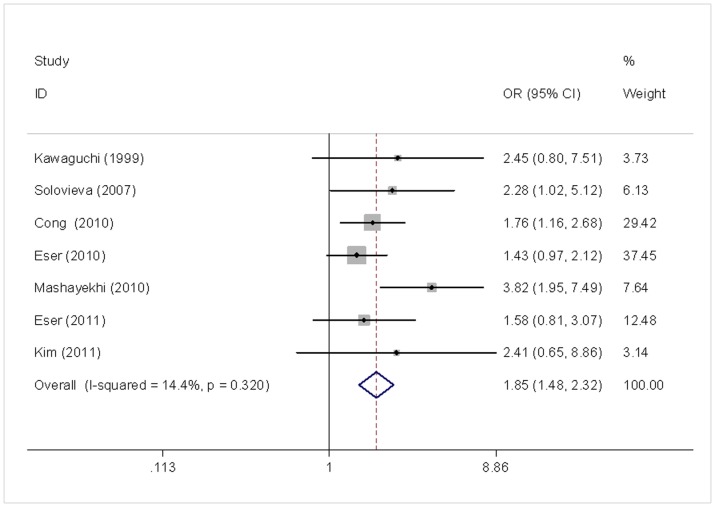 Study %
ID OR (95% CI) Weight
Kawaguchi (1999) 2.45 (0.80, 7.51) 3.73
Solovieva (2007) 2.28 (1.02, 5.12) 6.13
Cong (2010) 1.76 (1.16, 2.68) 29.42
Eser (2010) 1.43 (0.97, 2.12) 37.45
Mashayekhi (2010) 3.82 (1.95, 7.49) 7.64
Eser (2011) 1.58 (0.81, 3.07) 12.48
Kim (2011) 2.41 (0.65, 8.86) 3.14
Overall (I-squared = 14.4%, p = 0.320) 1.85 (1.48, 2.32) 100.00
.113 1 8.86